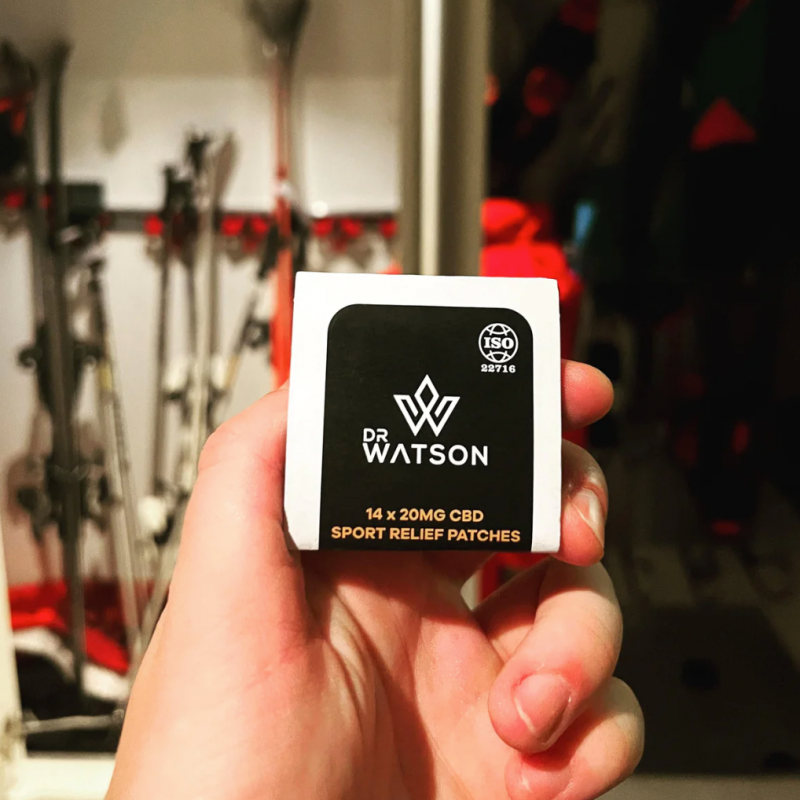 ISO
22716
DR
WATSON
14 x 20MG CBD
SPORT RELIEF PATCHES